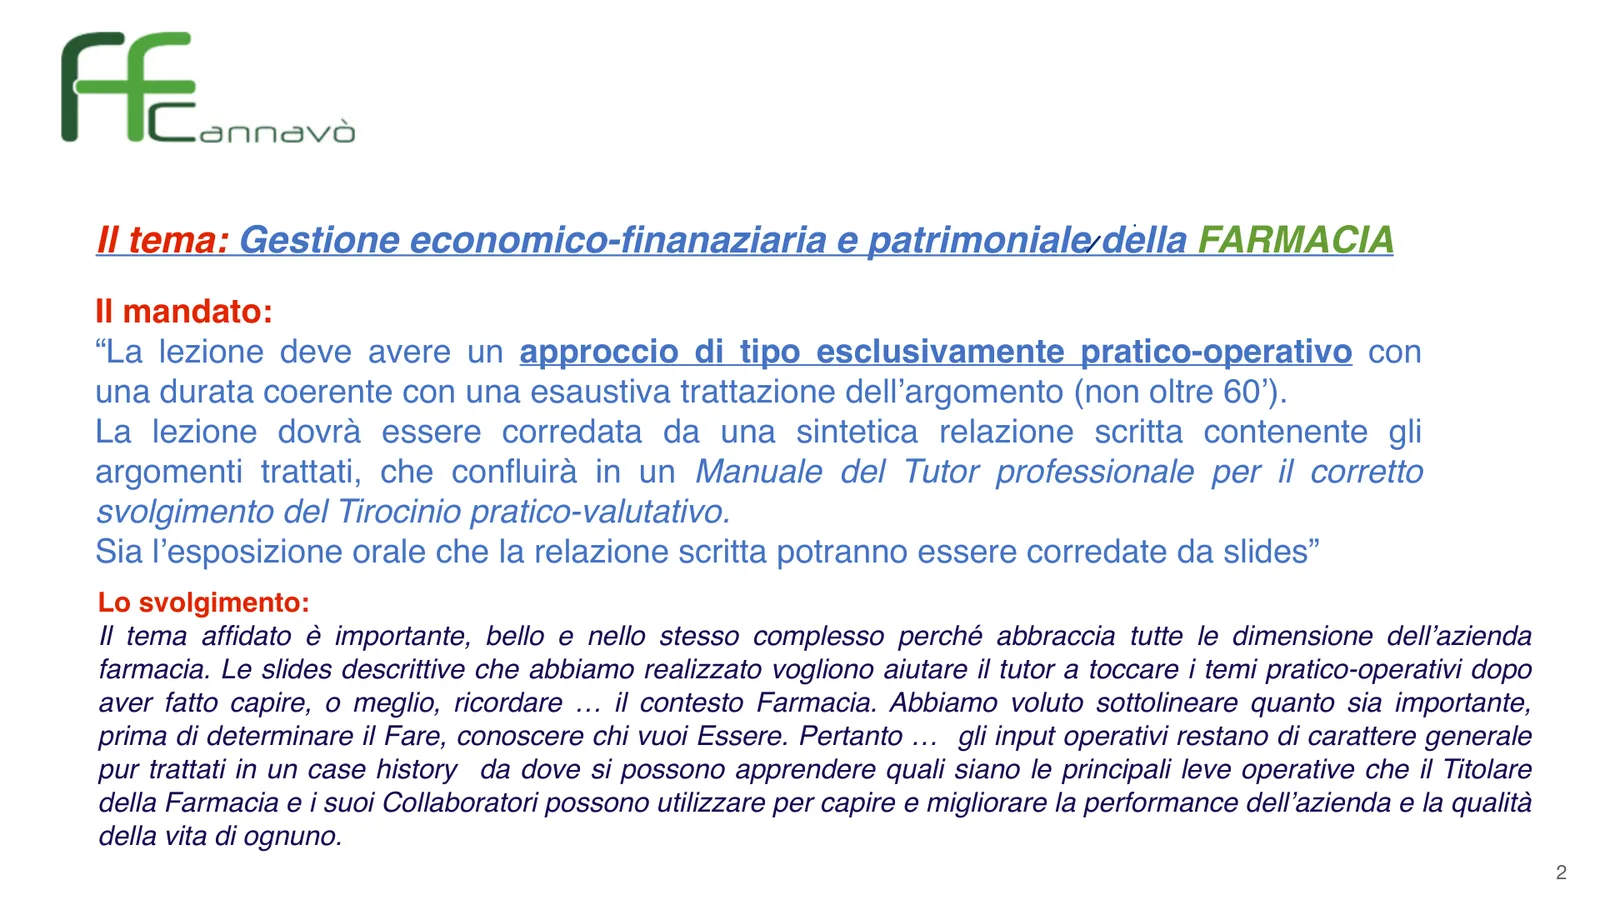 FFCannavò
Il tema: Gestione economico-finanaziaria e patrimoniale della FARMACIA
Il mandato:
“La lezione deve avere un approccio di tipo esclusivamente pratico-operativo con
una durata coerente con una esaustiva trattazione dell’argomento (non oltre 60’).
La lezione dovrà essere corredata da una sintetica relazione scritta contenente gli
argomenti trattati, che confluirà in un Manuale del Tutor professionale per il corretto
svolgimento del Tirocinio pratico-valutativo.
Sia l’esposizione orale che la relazione scritta potranno essere corredate da slides”
Lo svolgimento:
Il tema affidato è importante, bello e nello stesso complesso perché abbraccia tutte le dimensione dell’azienda
farmacia. Le slides descrittive che abbiamo realizzato vogliono aiutare il tutor a toccare i temi pratico-operativi dopo
aver fatto capire, o meglio, ricordare … il contesto Farmacia. Abbiamo voluto sottolineare quanto sia importante,
prima di determinare il Fare, conoscere chi vuoi Essere. Pertanto … gli input operativi restano di carattere generale
pur trattati in un case history da dove si possono apprendere quali siano le principali leve operative che il Titolare
della Farmacia e i suoi Collaboratori possono utilizzare per capire e migliorare la performance dell’azienda e la qualità
della vita di ognuno.
2